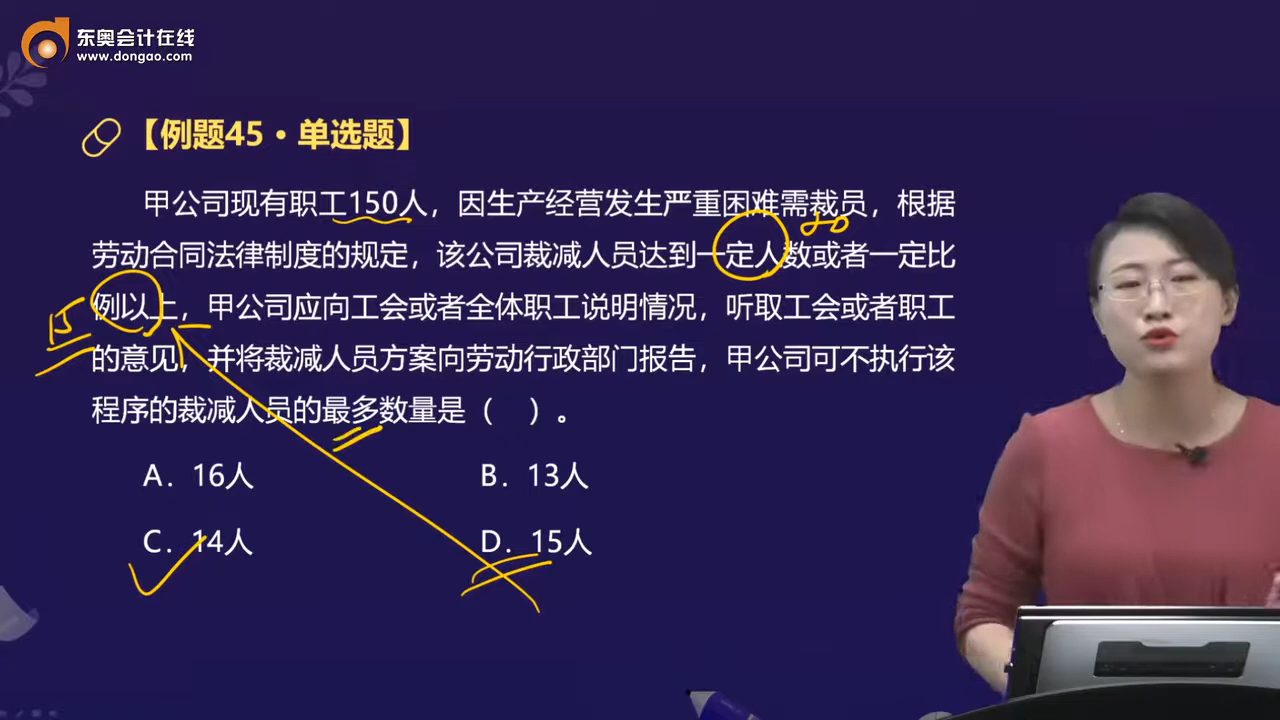 东奥会计在线
www.dongao.com
【例题45·单选题】
甲公司现有职工150人，因生产经营发生严重困难需裁员，根据
20
劳动合同法律制度的规定，该公司裁减人员达到一定人数或者一定比
例以上，甲公司应向工会或者全体职工说明情况，听取工会或者职工
15
的意见，并将裁减人员方案向劳动行政部门报告，甲公司可不执行该
程序的裁减人员的最多数量是（ ）。
A．16人 B．13人
C．14人 D．15人